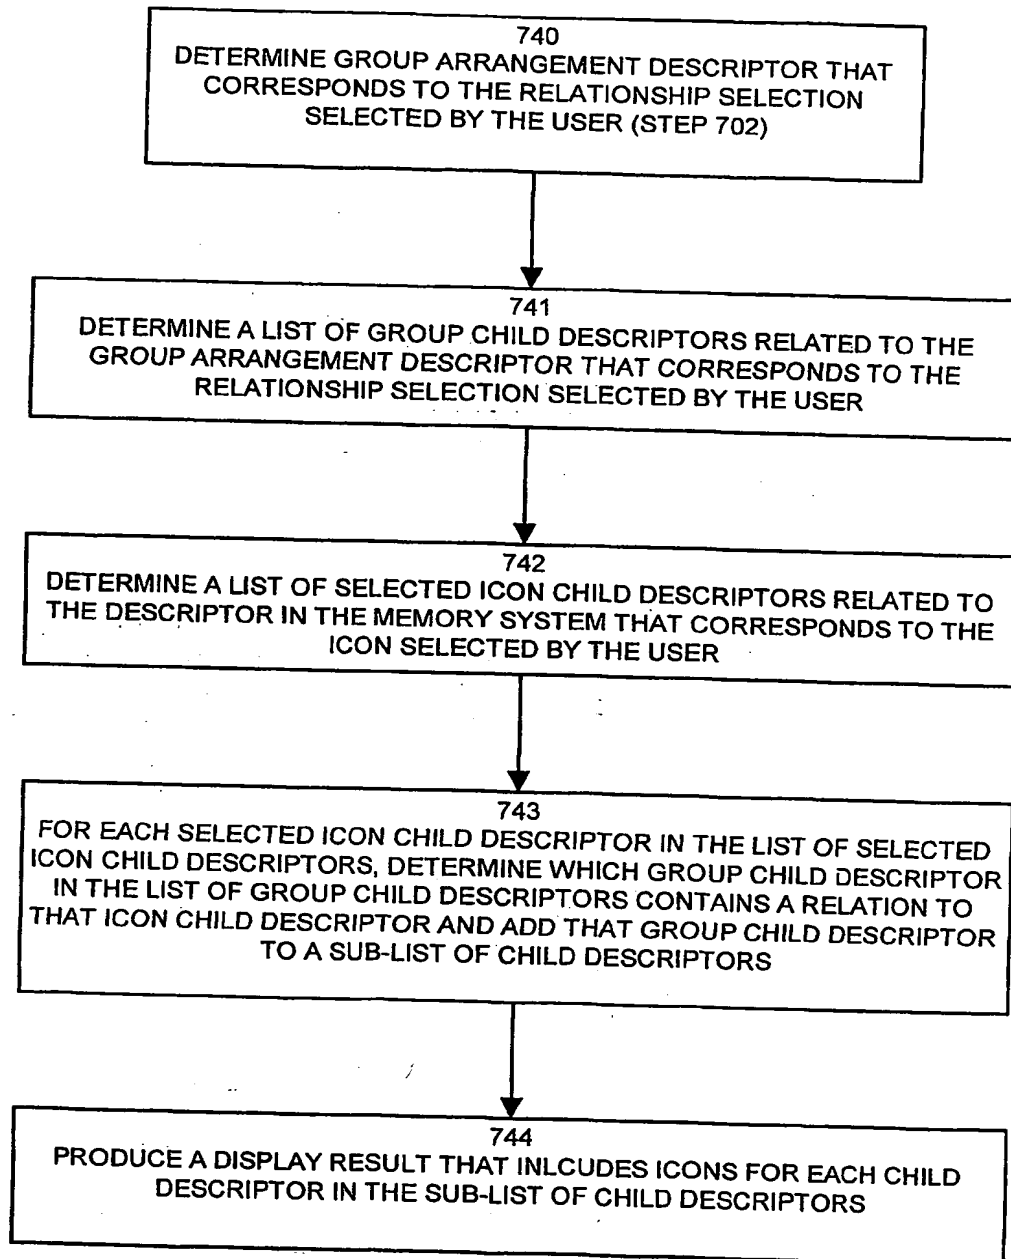 740
DETERMINE GROUP ARRANGEMENT DESCRIPTOR THAT
CORRESPONDS TO THE RELATIONSHIP SELECTION
SELECTED BY THE USER (STEP 702)
741
DETERMINE A LIST OF GROUP CHILD DESCRIPTORS RELATED TO THE
GROUP ARRANGEMENT DESCRIPTOR THAT CORRESPONDS TO THE
RELATIONSHIP SELECTION SELECTED BY THE USER
742
DETERMINE A LIST OF SELECTED ICON CHILD DESCRIPTORS RELATED TO
THE DESCRIPTOR IN THE MEMORY SYSTEM THAT CORRESPONDS TO THE
ICON SELECTED BY THE USER
743
FOR EACH SELECTED ICON CHILD DESCRIPTOR IN THE LIST OF SELECTED
ICON CHILD DESCRIPTORS, DETERMINE WHICH GROUP CHILD DESCRIPTOR
IN THE LIST OF GROUP CHILD DESCRIPTORS CONTAINS A RELATION TO
THAT ICON CHILD DESCRIPTOR AND ADD THAT GROUP CHILD DESCRIPTOR
TO A SUB-LIST OF CHILD DESCRIPTORS
744
PRODUCE A DISPLAY RESULT THAT INLCUDES ICONS FOR EACH CHILD
DESCRIPTOR IN THE SUB-LIST OF CHILD DESCRIPTORS